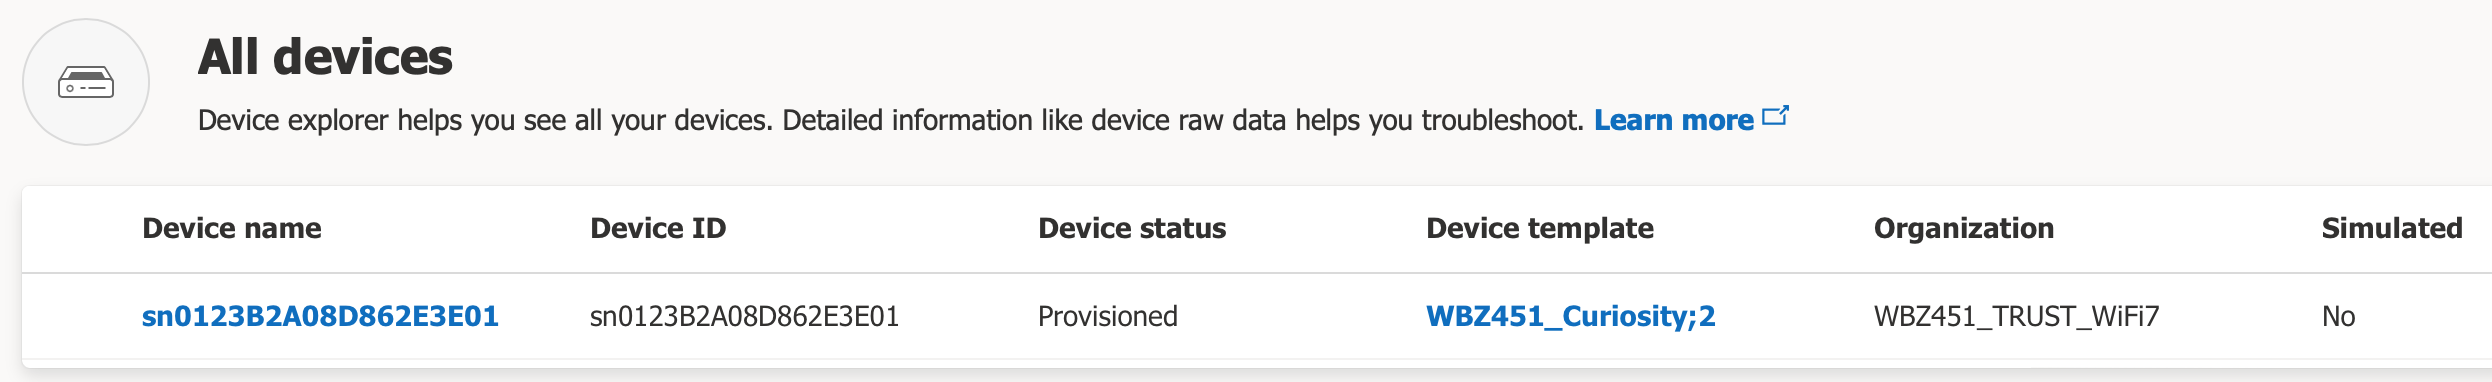 All devices
Device explorer helps you see all your devices. Detailed information like device raw data helps you troubleshoot. Learn more
Device name Device ID Device status Device template Organization Simulated
sn0123B2A08D862E3E01 sn0123B2A08D862E3E01 Provisioned WBZ451_Curiosity;2 WBZ451_TRUST_WiFi7 No